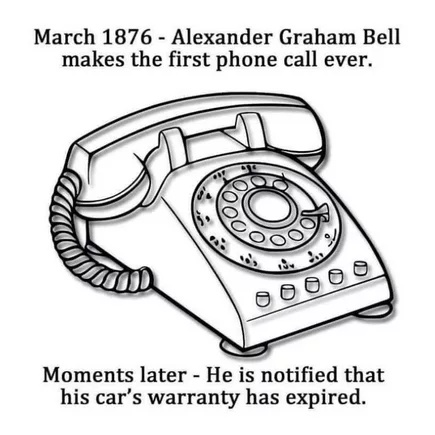 March 1876 - Alexander Graham Bell
makes the first phone call ever.
Moments later - He is notified that
his car's warranty has expired.